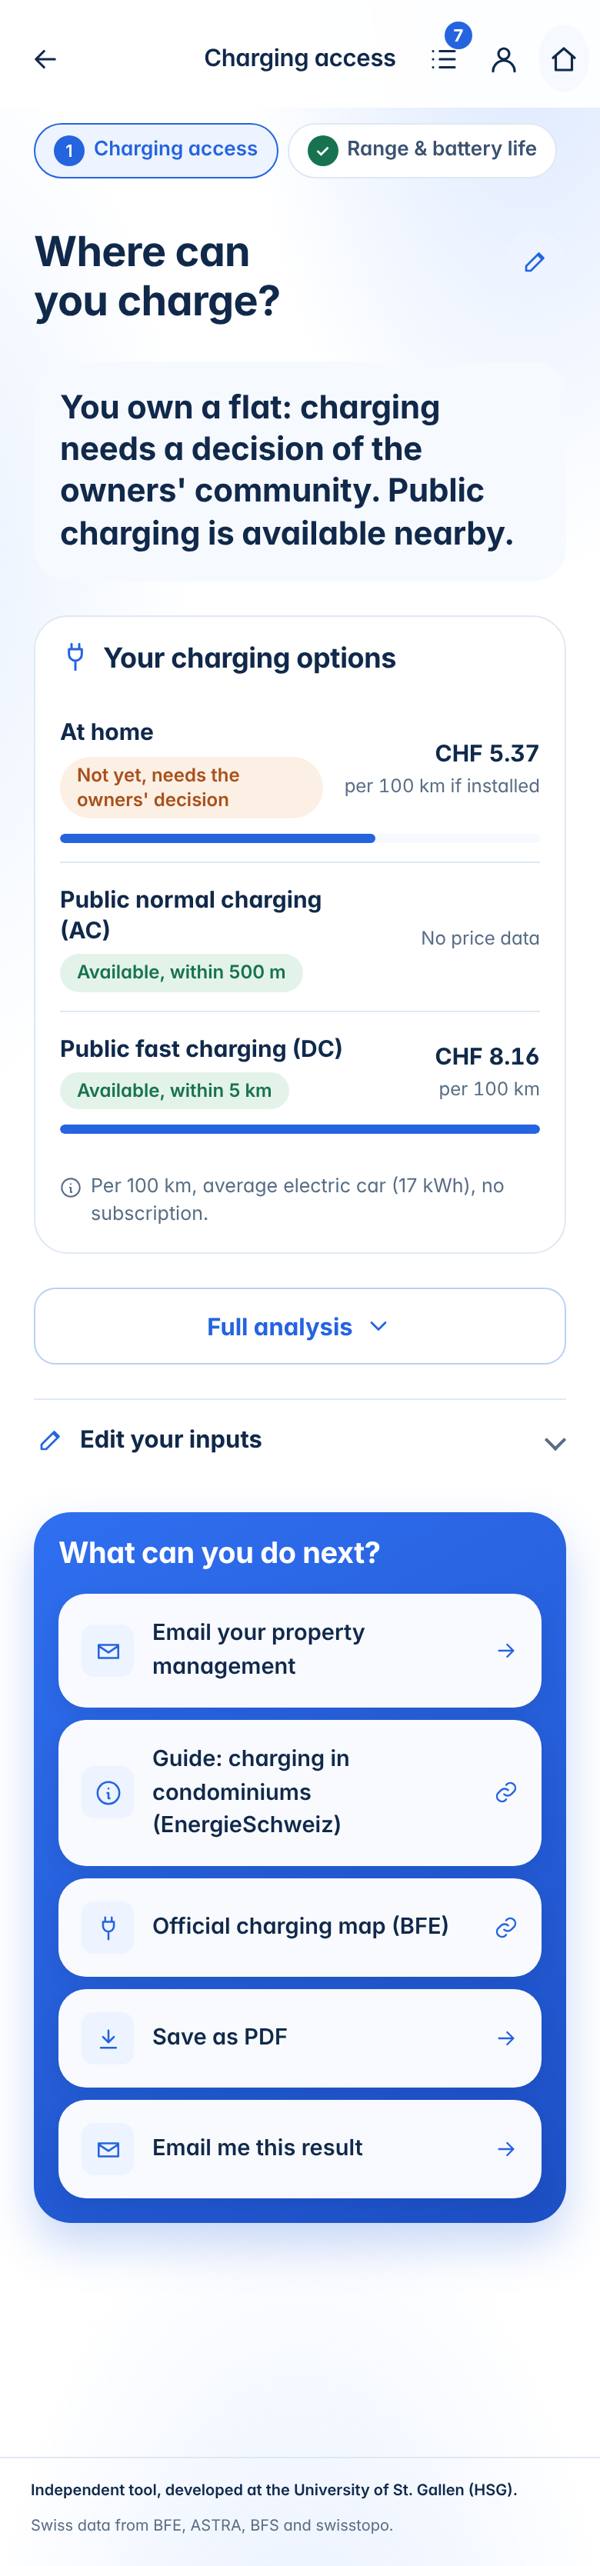 Charging access
7
1 Charging access
Range & battery life
Where can
you charge?
You own a flat: charging
needs a decision of the
owners' community. Public
charging is available nearby.
Your charging options
At home
Not yet, needs the
owners' decision
CHF 5.37
per 100 km if installed
Public normal charging
(AC)
Available, within 500 m
No price data
Public fast charging (DC)
Available, within 5 km
CHF 8.16
per 100 km
Per 100 km, average electric car (17 kWh), no
subscription.
Full analysis
Edit your inputs
What can you do next?
Email your property
management
Guide: charging in
condominiums
(EnergieSchweiz)
Official charging map (BFE)
Save as PDF
Email me this result
Independent tool, developed at the University of St. Gallen (HSG).
Swiss data from BFE, ASTRA, BFS and swisstopo.